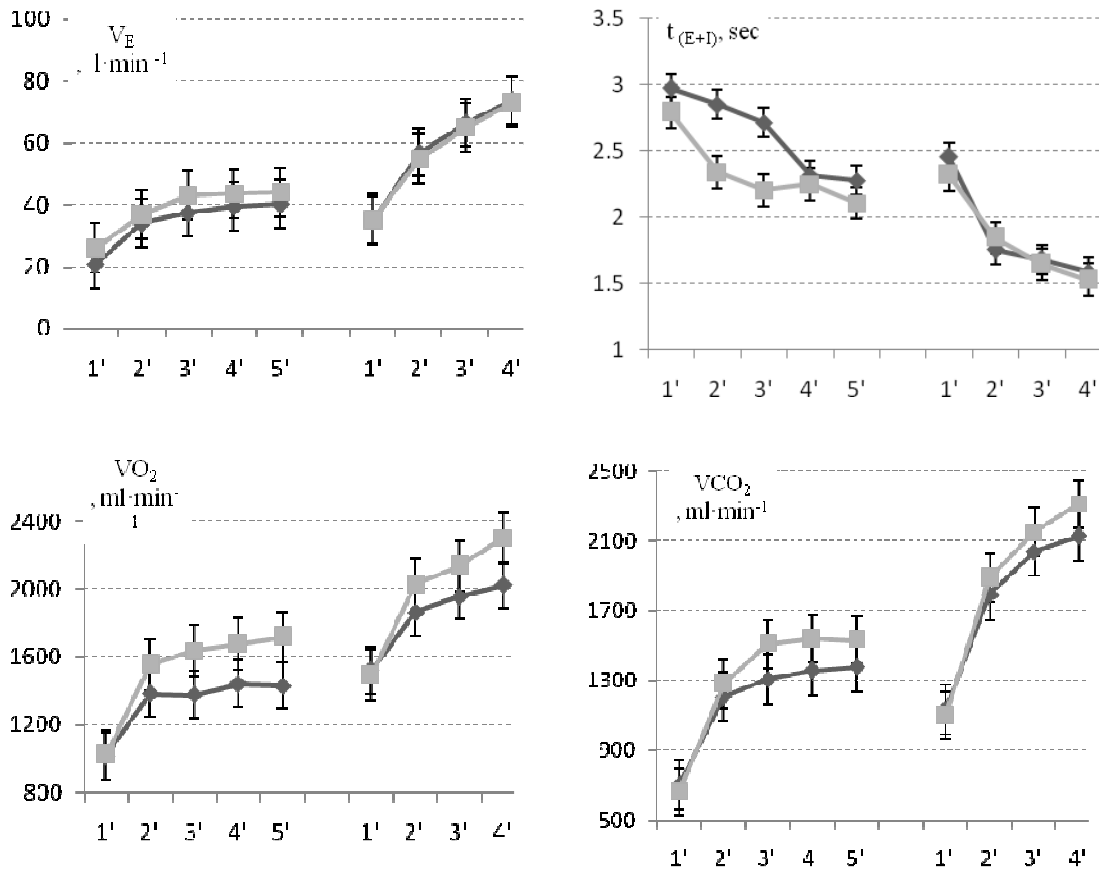 V_E
, l·min -1
100
80
60
40
20
0
1' 2' 3' 4' 5' 1' 2' 3' 4'
t (E+I), sec
3.5
3
2.5
2
1.5
1
1' 2' 3' 4' 5' 1' 2' 3' 4'
VO2
, ml·min-
1
2400
2000
1600
1200
800
1' 2' 3' 4' 5' 1' 2' 3' 4'
VCO2
, ml·min-1
2500
2100
1700
1300
900
500
1' 2' 3' 4' 5' 1' 2' 3' 4'